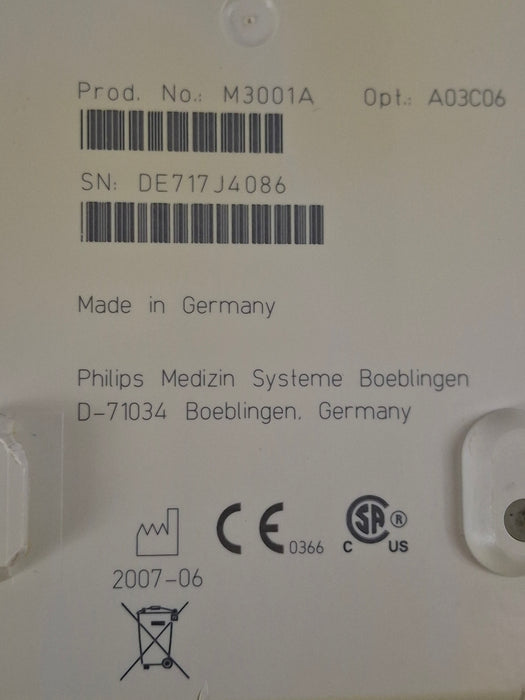 Prod. No.: M3001A Opt.: A03C06
SN: DE717J4086
Made in Germany
Philips Medizin Systeme Boeblingen
D-71034 Boeblingen, Germany
CE 0366
CSA ®
C US
2007-06